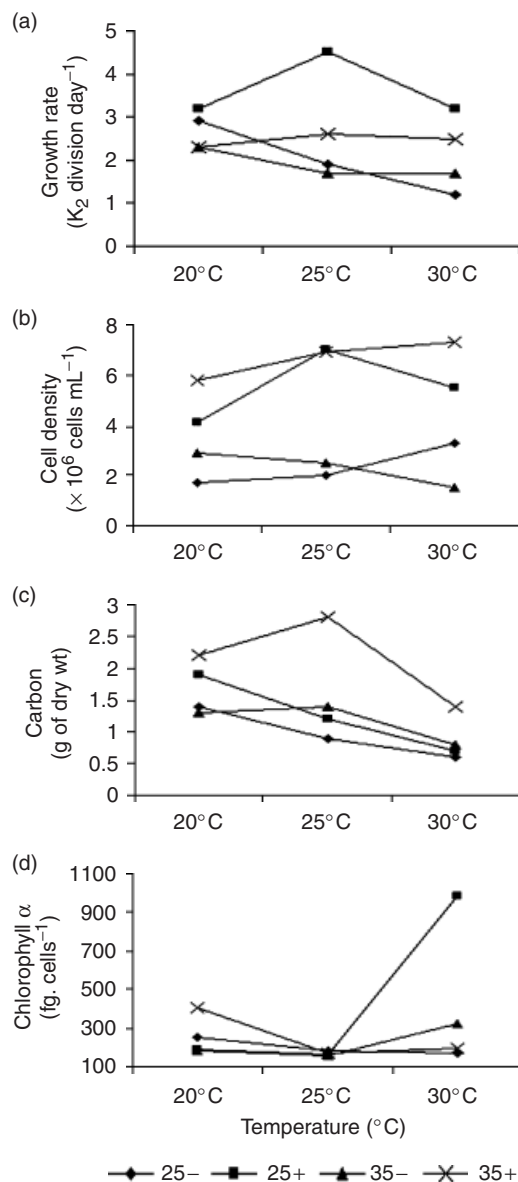 (a)
Growth rate
(K₂ division day⁻¹)
5
4
3
2
1
0
20°C 25°C 30°C
(b)
Cell density
(× 10⁶ cells mL⁻¹)
8
6
4
2
0
20°C 25°C 30°C
(c)
Carbon
(g of dry wt)
3
2.5
2
1.5
1
0.5
0
20°C 25°C 30°C
(d)
Chlorophyll α
(fg. cells⁻¹)
1100
900
700
500
300
100
20°C 25°C 30°C
Temperature (°C)
25− 25+ 35− 35+